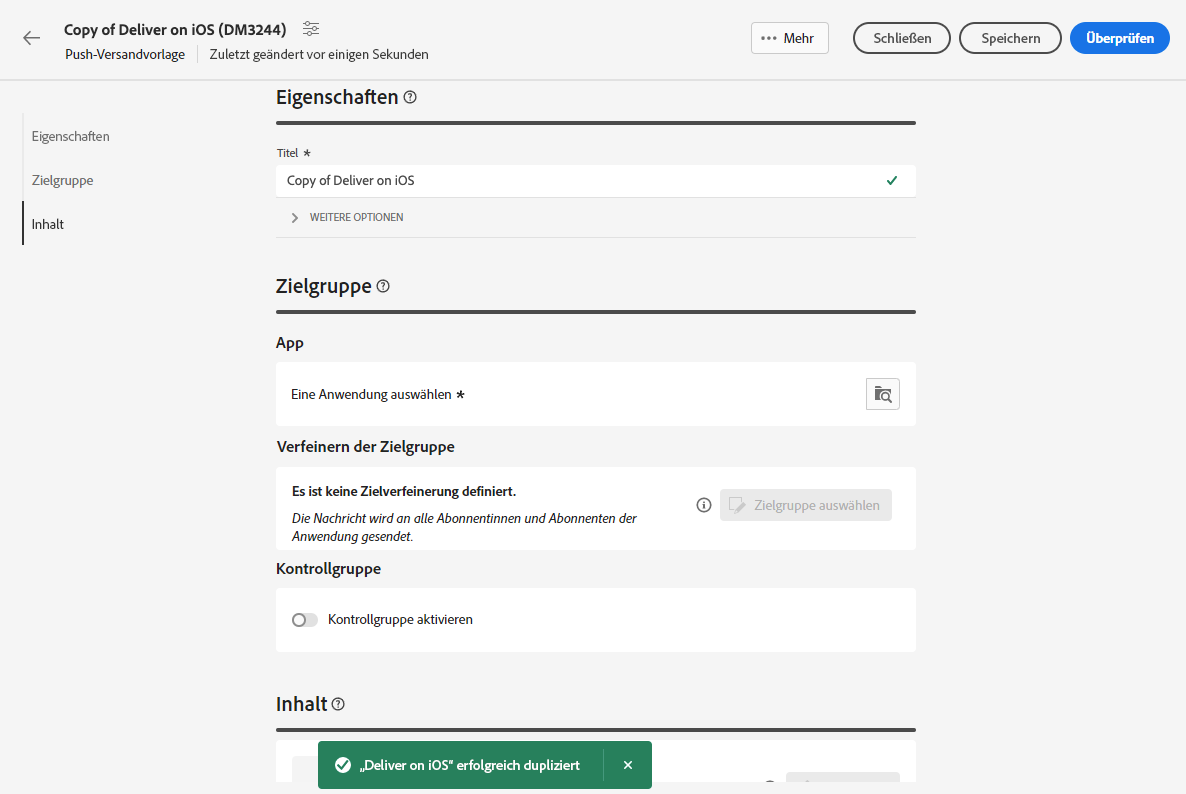 Copy of Deliver on iOS (DM3244)
Push-Versandvorlage
Zuletzt geändert vor einigen Sekunden
Mehr
Schließen
Speichern
Überprüfen
Eigenschaften
Zielgruppe
Inhalt
Eigenschaften
Titel *
Copy of Deliver on iOS
WEITERE OPTIONEN
Zielgruppe
App
Eine Anwendung auswählen *
Verfeinern der Zielgruppe
Es ist keine Zielverfeinerung definiert.
Die Nachricht wird an alle Abonnentinnen und Abonnenten der
Anwendung gesendet.
Zielgruppe auswählen
Kontrollgruppe
Kontrollgruppe aktivieren
Inhalt
„Deliver on iOS“ erfolgreich dupliziert